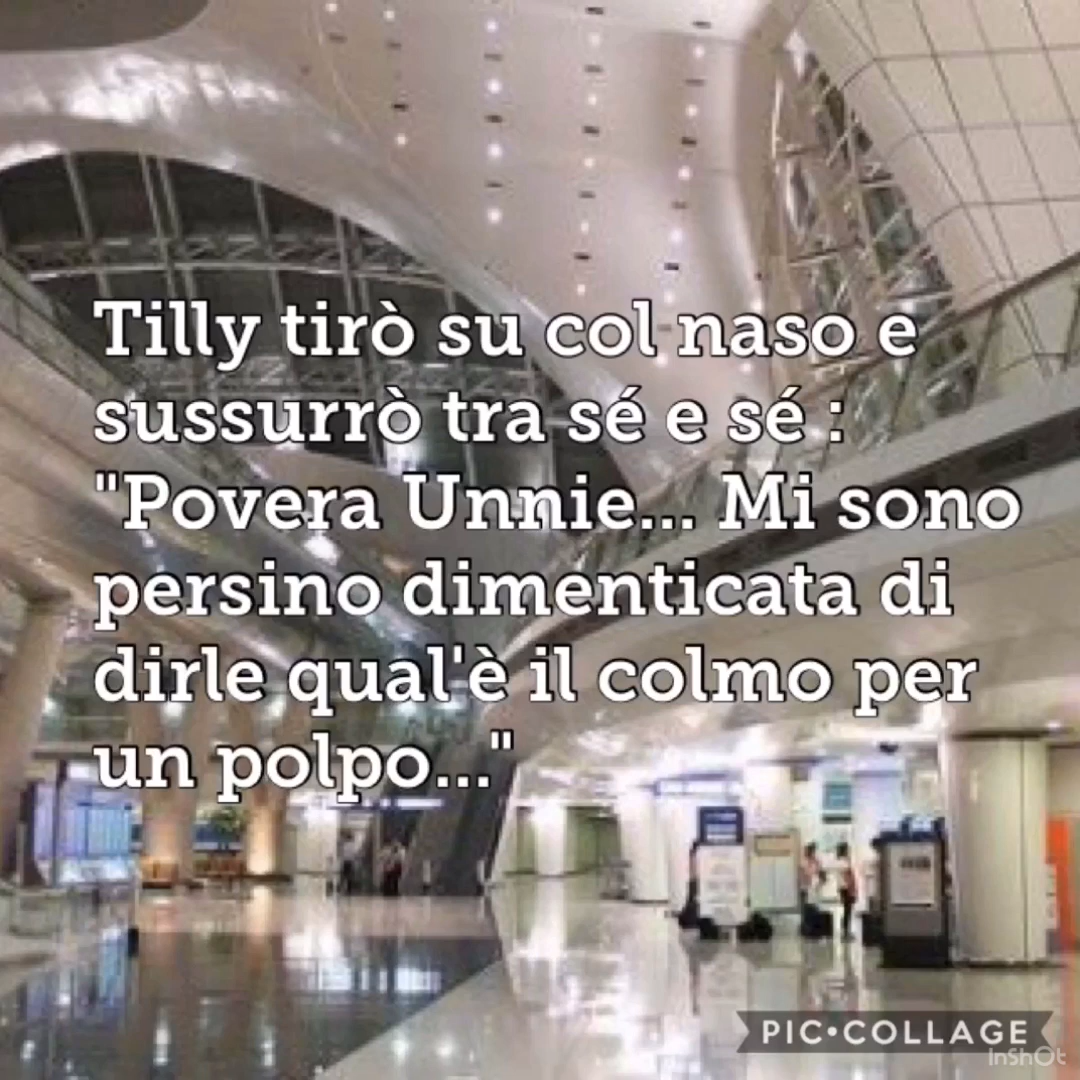 Tilly tirò su col naso e
sussurrò tra sé e sé :
"Povera Unnie... Mi sono
persino dimenticata di
dirle qual'è il colmo per
un polpo..."
PIC•COLLAGE
InShOt